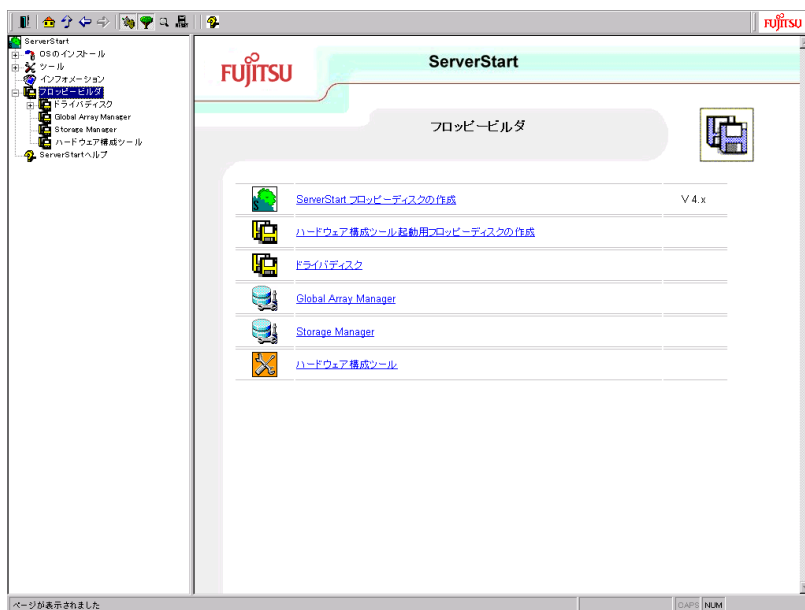 FUJITSU
ServerStart
OSのインストール
ツール
インフォメーション
フロッピービルダ
ドライバディスク
Global Array Manager
Storage Manager
ハードウェア構成ツール
ServerStartヘルプ
FUJITSU
ServerStart
フロッピービルダ
ServerStart フロッピーディスクの作成
V 4.x
ハードウェア構成ツール起動用フロッピーディスクの作成
ドライバディスク
Global Array Manager
Storage Manager
ハードウェア構成ツール
ページが表示されました
CAPS
NUM